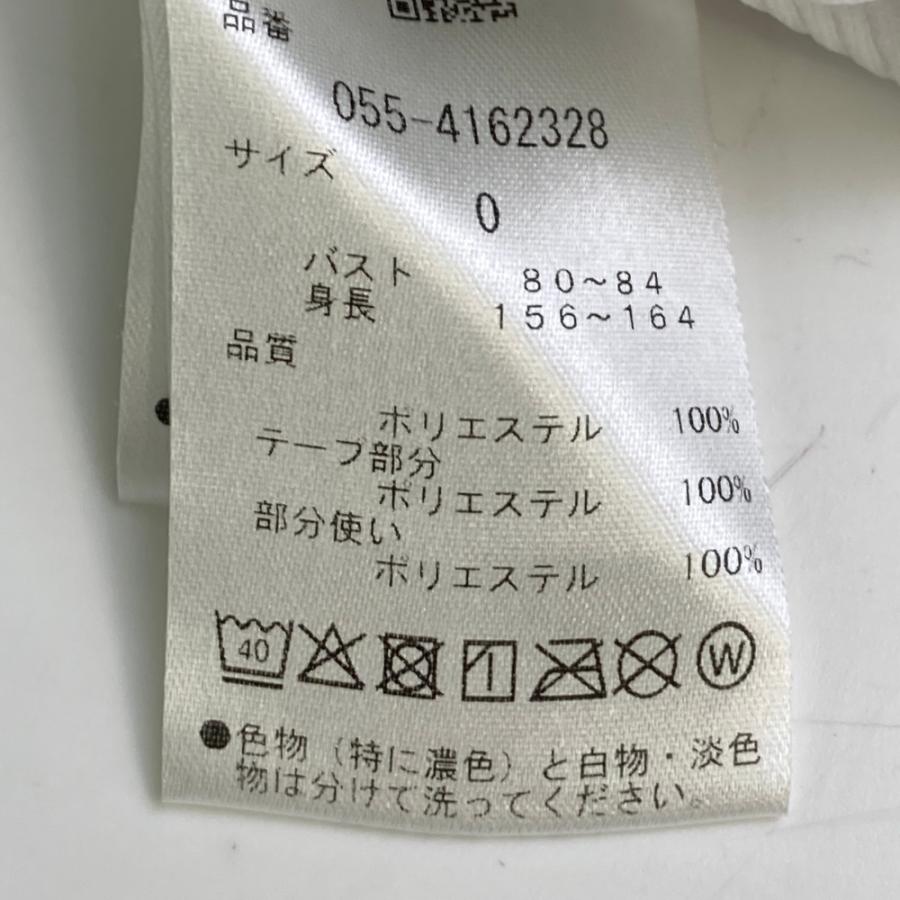 品番
055-4162328
サイズ
0
バスト 80~84
身長 156~164
品質
ポリエステル 100%
テープ部分
ポリエステル 100%
部分使い
ポリエステル 100%
40 W
●色物(特に濃色)と白物・淡色
物は分けて洗ってください。